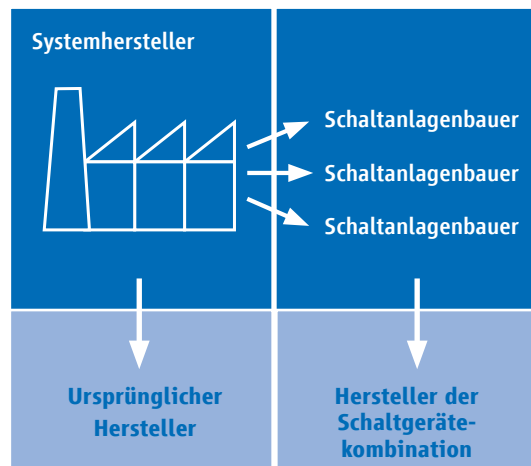 Systemhersteller
Schaltanlagenbauer
Schaltanlagenbauer
Schaltanlagenbauer
Ursprünglicher
Hersteller
Hersteller der
Schaltgeräte-
kombination